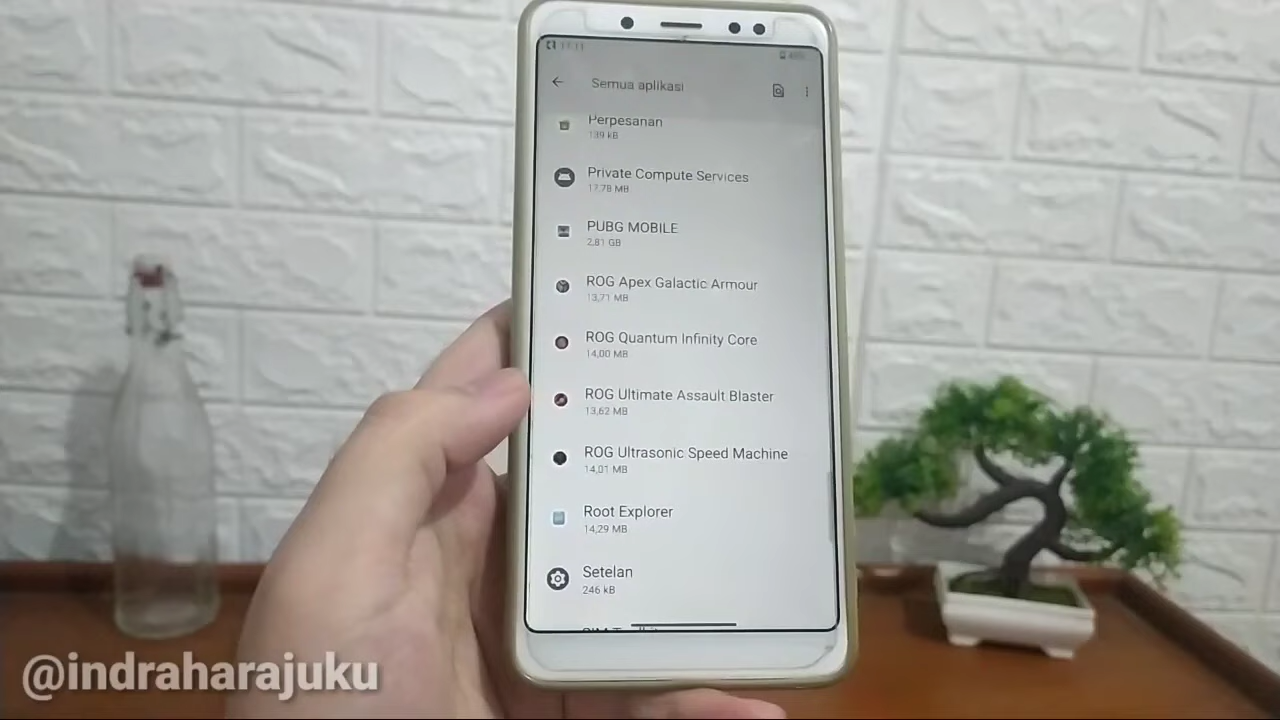 17.11
Semua aplikasi
Perpesanan
139 kB
Private Compute Services
17,78 MB
PUBG MOBILE
2,81 GB
ROG Apex Galactic Armour
13,71 MB
ROG Quantum Infinity Core
14,00 MB
ROG Ultimate Assault Blaster
13,62 MB
ROG Ultrasonic Speed Machine
14,01 MB
Root Explorer
14,29 MB
Setelan
246 kB
@indraharajuku